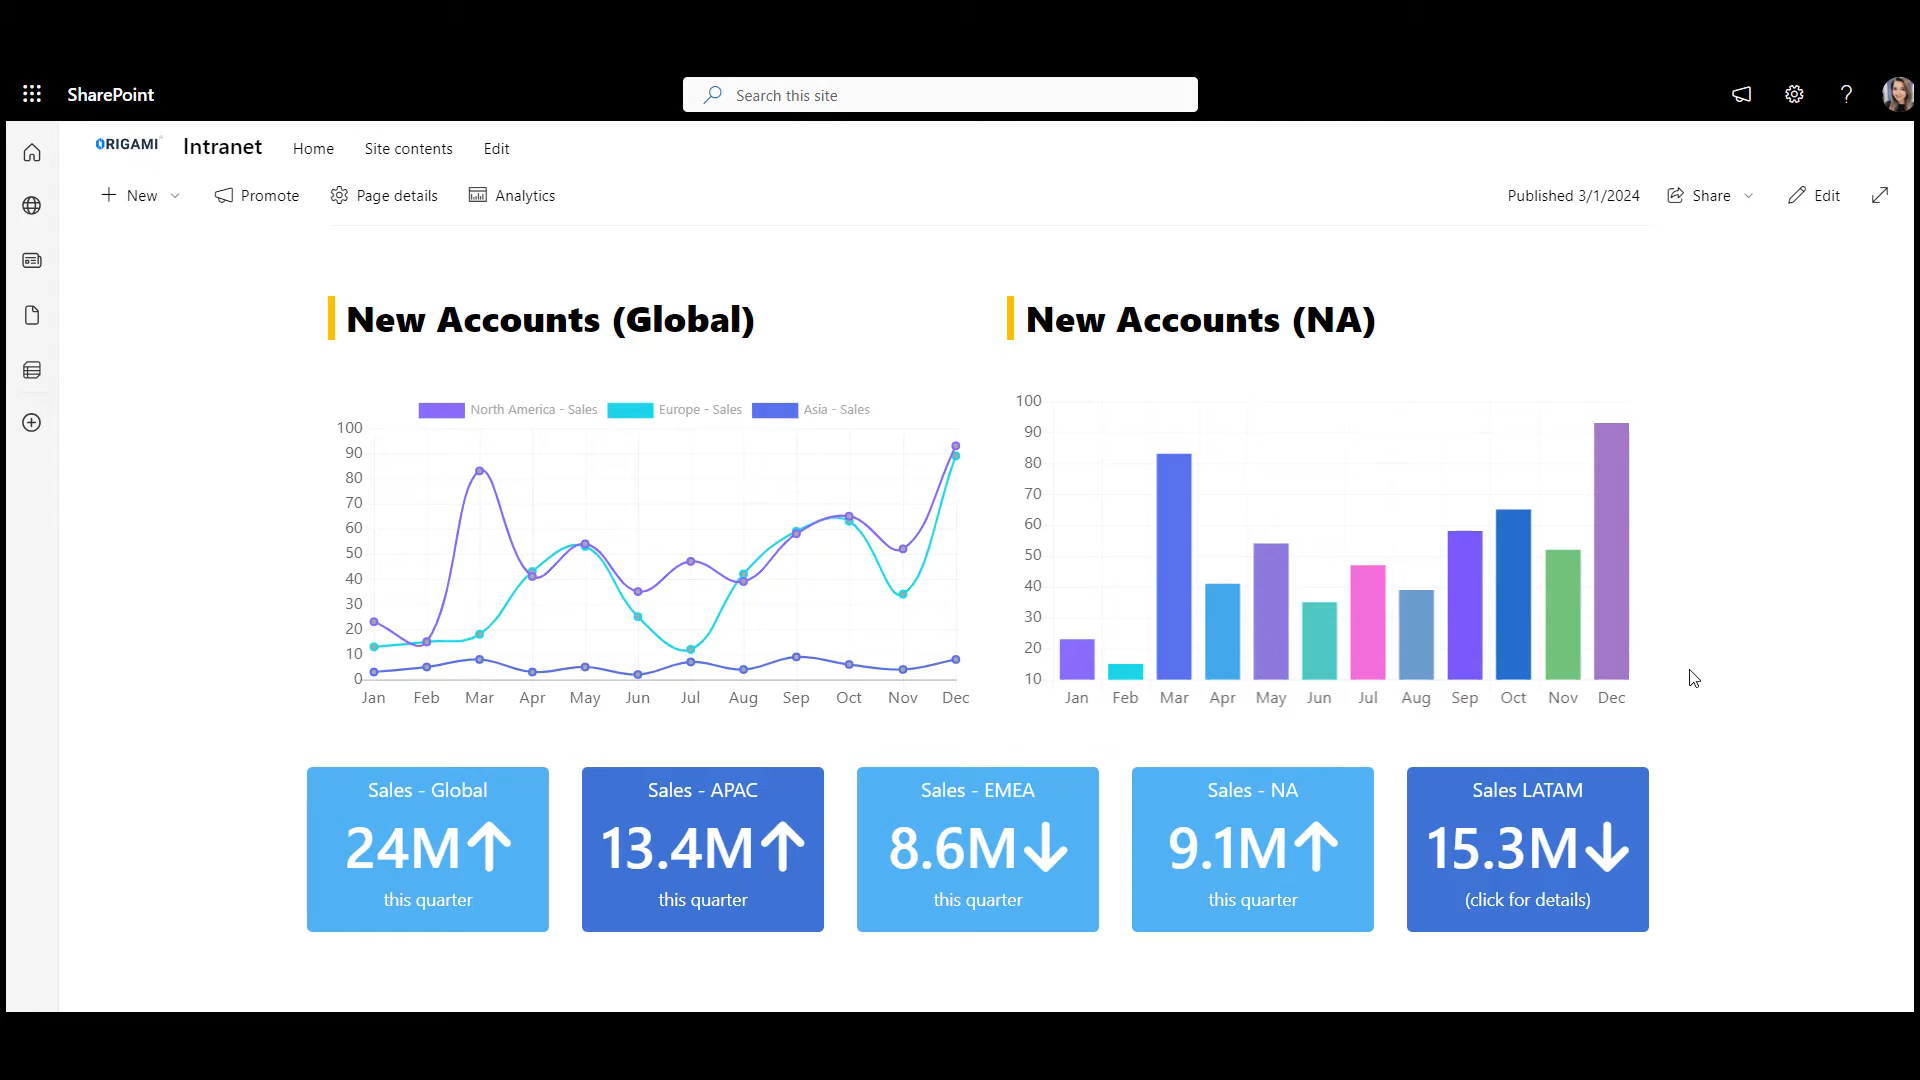 SharePoint
Search this site
ORIGAMI
Intranet
Home
Site contents
Edit
New
Promote
Page details
Analytics
Published 3/1/2024
Share
Edit
New Accounts (Global)
North America - Sales
Europe - Sales
Asia - Sales
100
90
80
70
60
50
40
30
20
10
0
Jan Feb Mar Apr May Jun Jul Aug Sep Oct Nov Dec
New Accounts (NA)
100
90
80
70
60
50
40
30
20
10
Jan Feb Mar Apr May Jun Jul Aug Sep Oct Nov Dec
Sales - Global
24M↑
this quarter
Sales - APAC
13.4M↑
this quarter
Sales - EMEA
8.6M↓
this quarter
Sales - NA
9.1M↑
this quarter
Sales LATAM
15.3M↓
(click for details)